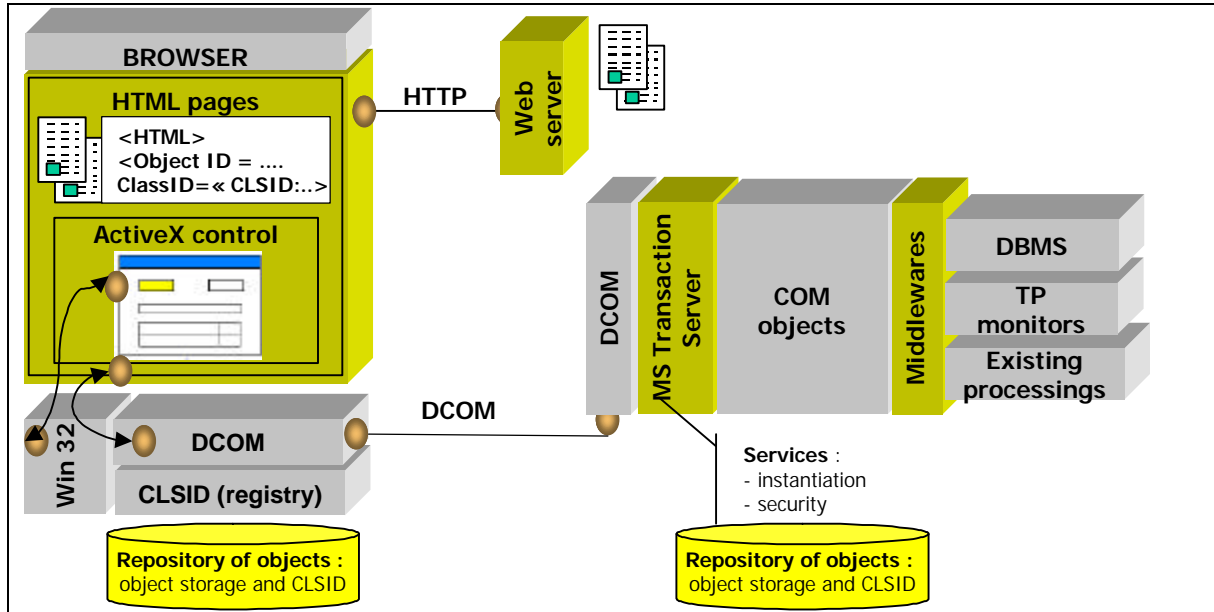 BROWSER
HTML pages
<HTML>
<Object ID = ....
ClassID=« CLSID:..>
ActiveX control
HTTP
Web
server
Win 32
DCOM
CLSID (registry)
Repository of objects :
object storage and CLSID
DCOM
DCOM
MS Transaction
Server
COM
objects
Middlewares
DBMS
TP
monitors
Existing
processings
Services :
- instantiation
- security
Repository of objects :
object storage and CLSID